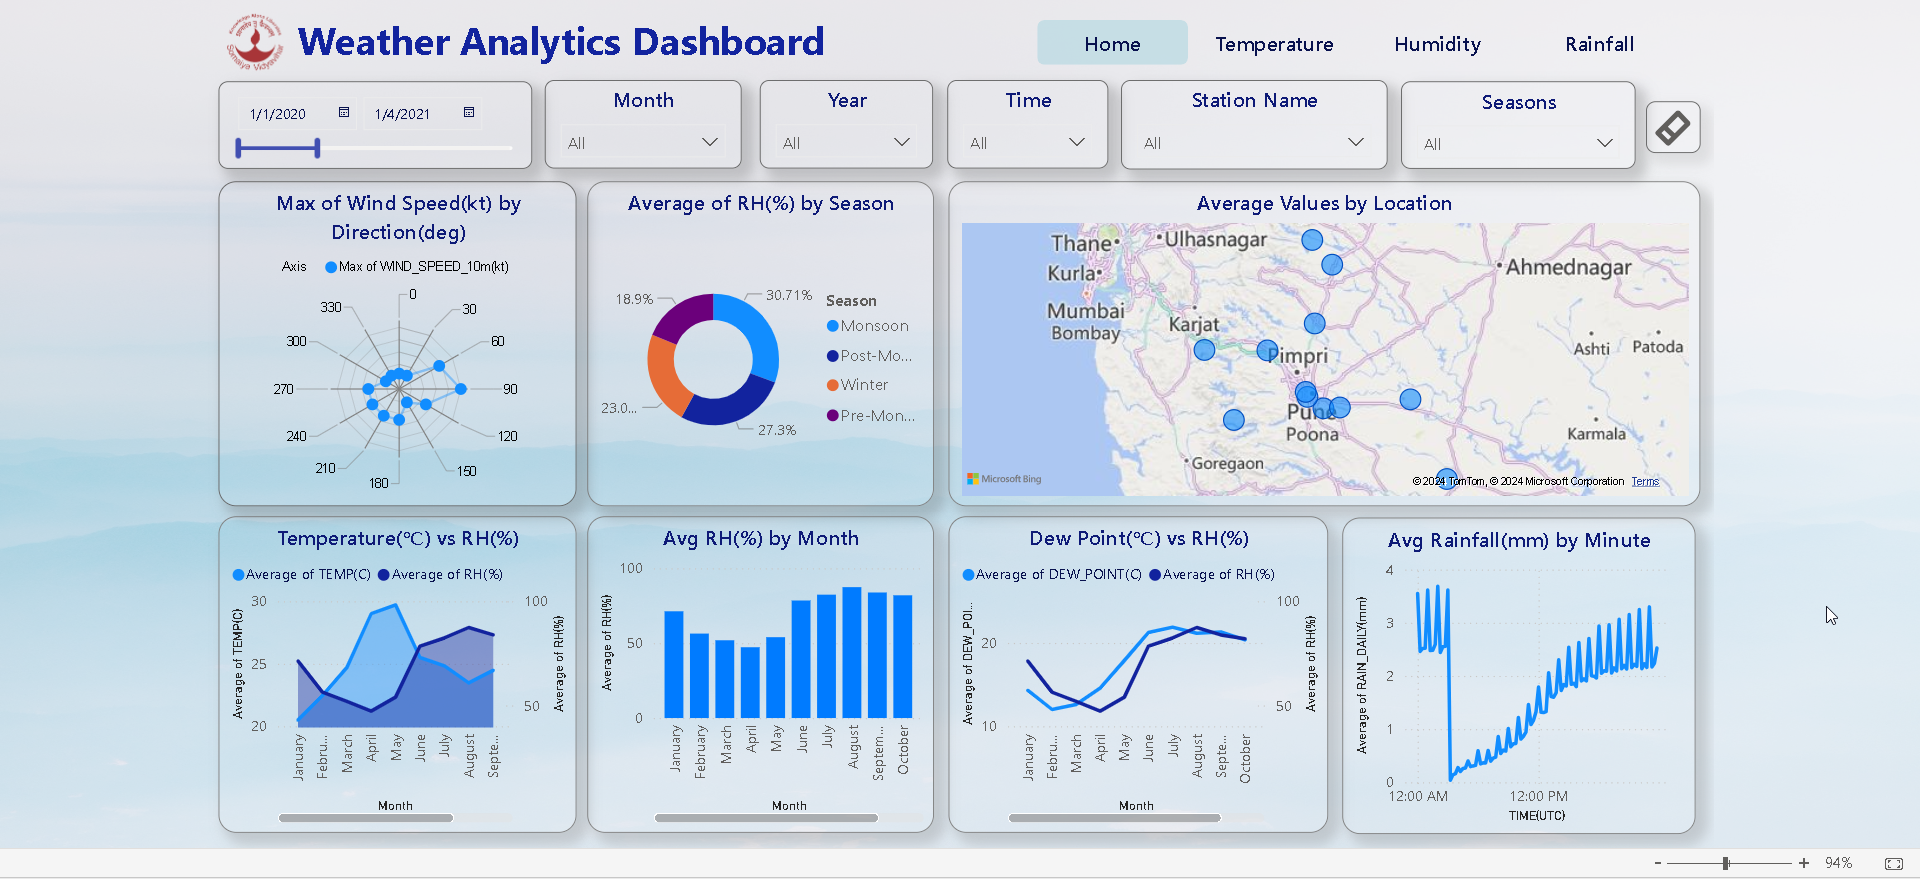 Weather Analytics Dashboard
Home
Temperature
Humidity
Rainfall
1/1/2020
1/4/2021
Month
All
Year
All
Time
All
Station Name
All
Seasons
All
Max of Wind Speed(kt) by
Direction(deg)
Axis
Max of WIND_SPEED_10m(kt)
0
30
60
90
120
150
180
210
240
270
300
330
Average of RH(%) by Season
30.71%
27.3%
23.0...
18.9%
Season
Monsoon
Post-Mo...
Winter
Pre-Mon...
Average Values by Location
Thane
Ulhasnagar
Kurla
Mumbai
Bombay
Karjat
Pimpri
Pune
Poona
Goregaon
Ahmednagar
Ashti
Patoda
Karmala
Microsoft Bing
© 2024 TomTom, © 2024 Microsoft Corporation Terms
Temperature(°C) vs RH(%)
Average of TEMP(C)
Average of RH(%)
Average of TEMP(C)
30
25
20
100
50
Average of RH(%)
January
Febru...
March
April
May
June
July
August
Septe...
Month
Avg RH(%) by Month
Average of RH(%)
100
50
0
January
February
March
April
May
June
July
August
Septem...
October
Month
Dew Point(°C) vs RH(%)
Average of DEW_POINT(C)
Average of RH(%)
Average of DEW_POI...
20
10
100
50
Average of RH(%)
January
Febru...
March
April
May
June
July
August
Septe...
October
Month
Avg Rainfall(mm) by Minute
Average of RAIN_DAILY(mm)
4
3
2
1
0
12:00 AM
12:00 PM
TIME(UTC)
94%